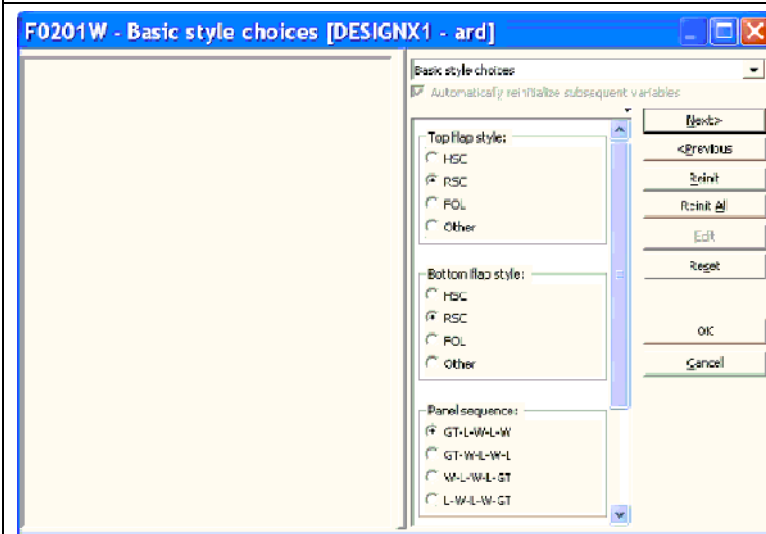 F0201W - Basic style choices [DESIGNX1 - ard]
Basic style choices
Automatically reinitialize subsequent variables
Top flap style:
HSC
RSC
FOL
Other
Bottom flap style:
HSC
RSC
FOL
Other
Panel sequence:
GT-L-W-L-W
GT-W-L-W-L
W-L-W-L-GT
L-W-L-W-GT
Next>
<Previous
Reinit
Reinit All
Edit
Reset
OK
Cancel